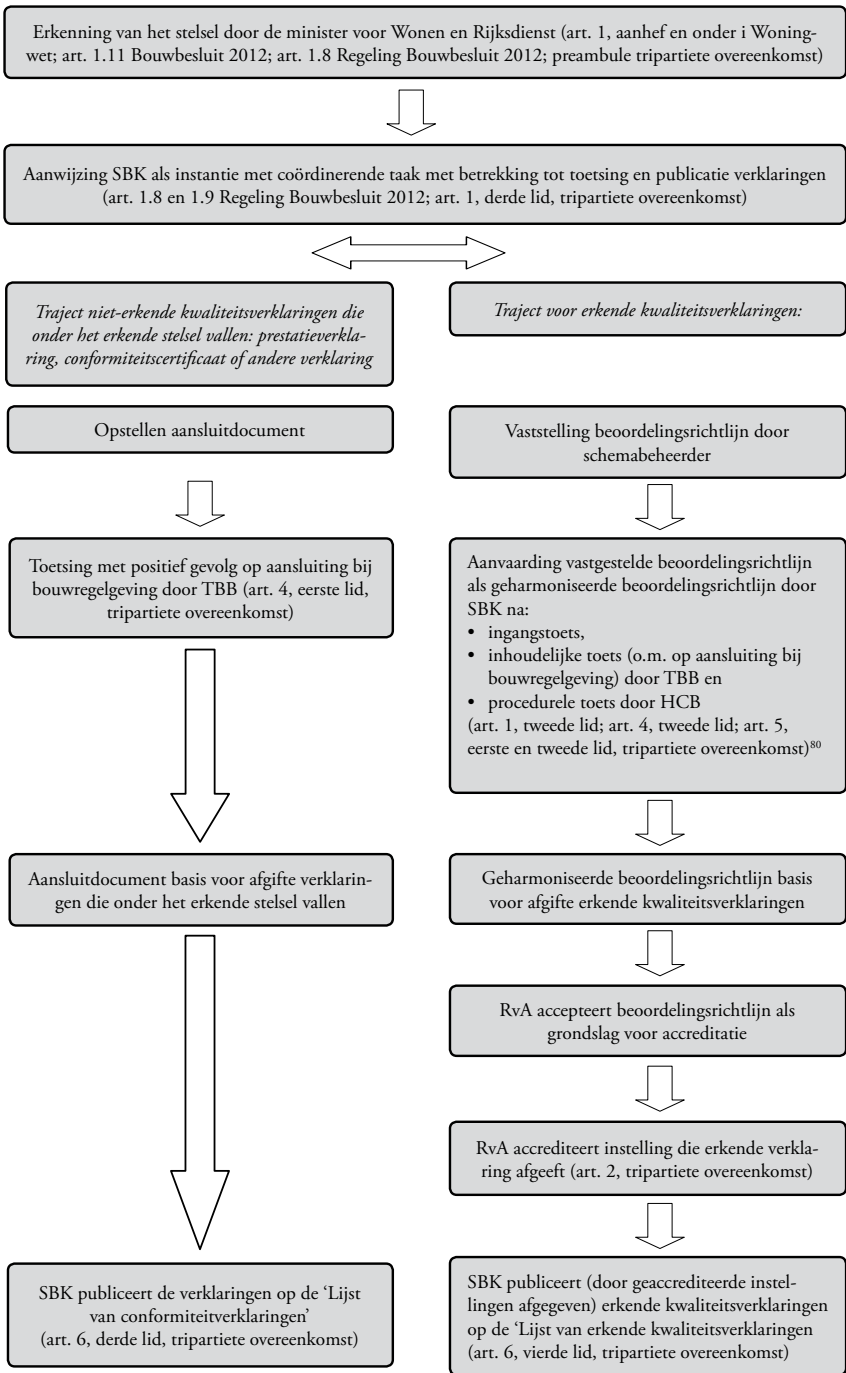 Erkenning van het stelsel door de minister voor Wonen en Rijksdienst (art. 1, aanhef en onder i Woning-
wet; art. 1.11 Bouwbesluit 2012; art. 1.8 Regeling Bouwbesluit 2012; preambule tripartiete overeenkomst)
Aanwijzing SBK als instantie met coördinerende taak met betrekking tot toetsing en publicatie verklaringen
(art. 1.8 en 1.9 Regeling Bouwbesluit 2012; art. 1, derde lid, tripartiete overeenkomst)
Traject niet-erkende kwaliteitsverklaringen die
onder het erkende stelsel vallen: prestatieverkla-
ring, conformiteitscertificaat of andere verklaring
Opstellen aansluitdocument
Toetsing met positief gevolg op aansluiting bij
bouwregelgeving door TBB (art. 4, eerste lid,
tripartiete overeenkomst)
Aansluitdocument basis voor afgifte verklarin-
gen die onder het erkende stelsel vallen
SBK publiceert de verklaringen op de ‘Lijst
van conformiteitverklaringen’
(art. 6, derde lid, tripartiete overeenkomst)
Traject voor erkende kwaliteitsverklaringen:
Vaststelling beoordelingsrichtlijn door
schemabeheerder
Aanvaarding vastgestelde beoordelingsrichtlijn
als geharmoniseerde beoordelingsrichtlijn door
SBK na:
• ingangstoets,
• inhoudelijke toets (o.m. op aansluiting bij
bouwregelgeving) door TBB en
• procedurele toets door HCB
(art. 1, tweede lid; art. 4, tweede lid; art. 5,
eerste en tweede lid, tripartiete overeenkomst)80
Geharmoniseerde beoordelingsrichtlijn basis
voor afgifte erkende kwaliteitsverklaringen
RvA accepteert beoordelingsrichtlijn als
grondslag voor accreditatie
RvA accrediteert instelling die erkende verkla-
ring afgeeft (art. 2, tripartiete overeenkomst)
SBK publiceert (door geaccrediteerde instel-
lingen afgegeven) erkende kwaliteitsverklaringen
op de ‘Lijst van erkende kwaliteitsverklaringen
(art. 6, vierde lid, tripartiete overeenkomst)